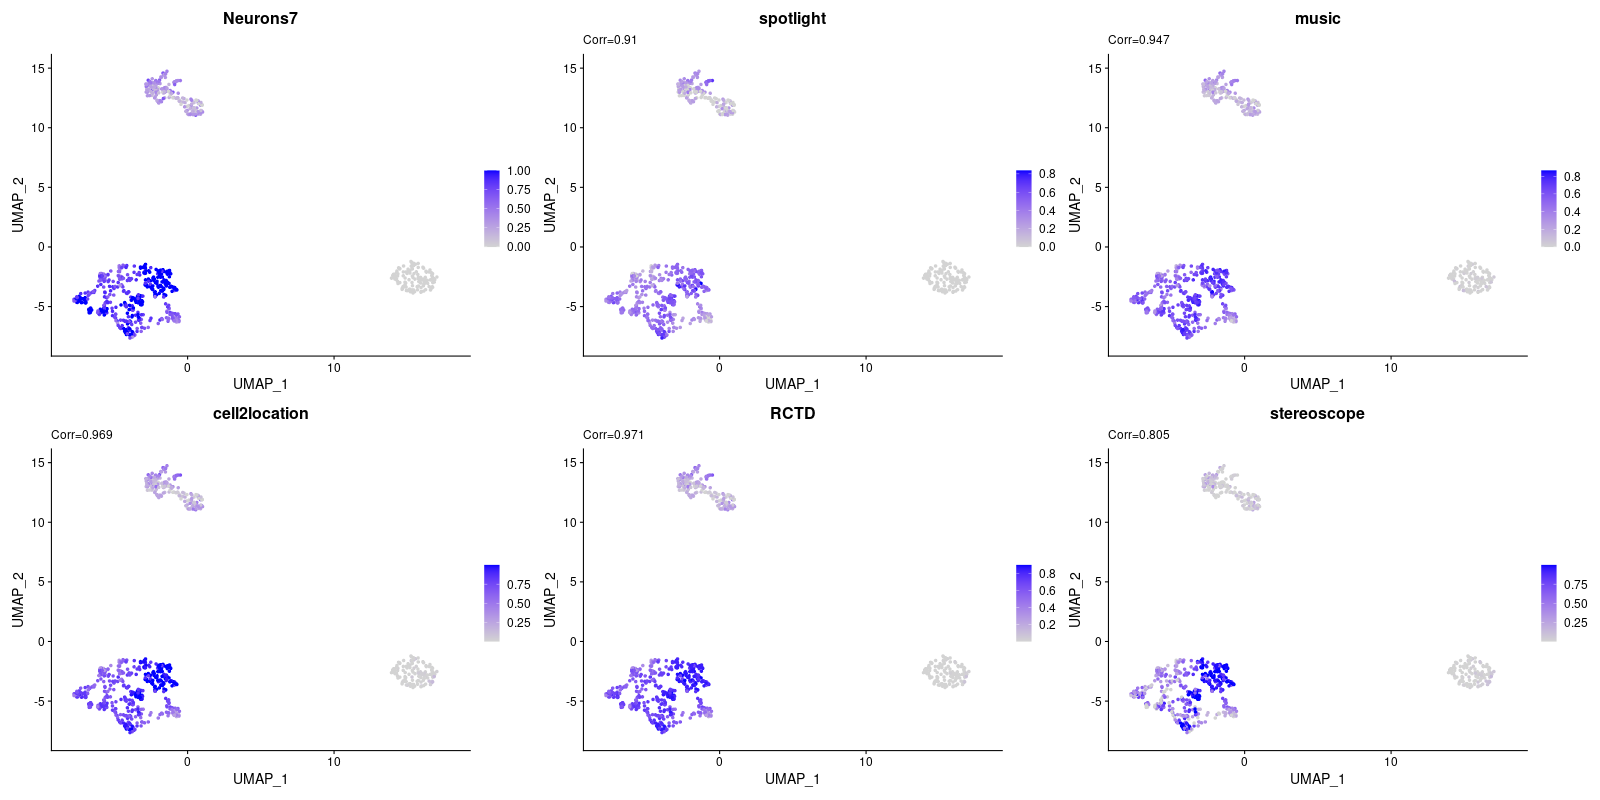 Neurons7
15
10
5
0
-5
0
10
UMAP_1
UMAP_2
1.00
0.75
0.50
0.25
0.00
spotlight
Corr=0.91
15
10
5
0
-5
0
10
UMAP_1
UMAP_2
0.8
0.6
0.4
0.2
0.0
music
Corr=0.947
15
10
5
0
-5
0
10
UMAP_1
UMAP_2
0.8
0.6
0.4
0.2
0.0
cell2location
Corr=0.969
15
10
5
0
-5
0
10
UMAP_1
UMAP_2
0.75
0.50
0.25
RCTD
Corr=0.971
15
10
5
0
-5
0
10
UMAP_1
UMAP_2
0.8
0.6
0.4
0.2
stereoscope
Corr=0.805
15
10
5
0
-5
0
10
UMAP_1
UMAP_2
0.75
0.50
0.25